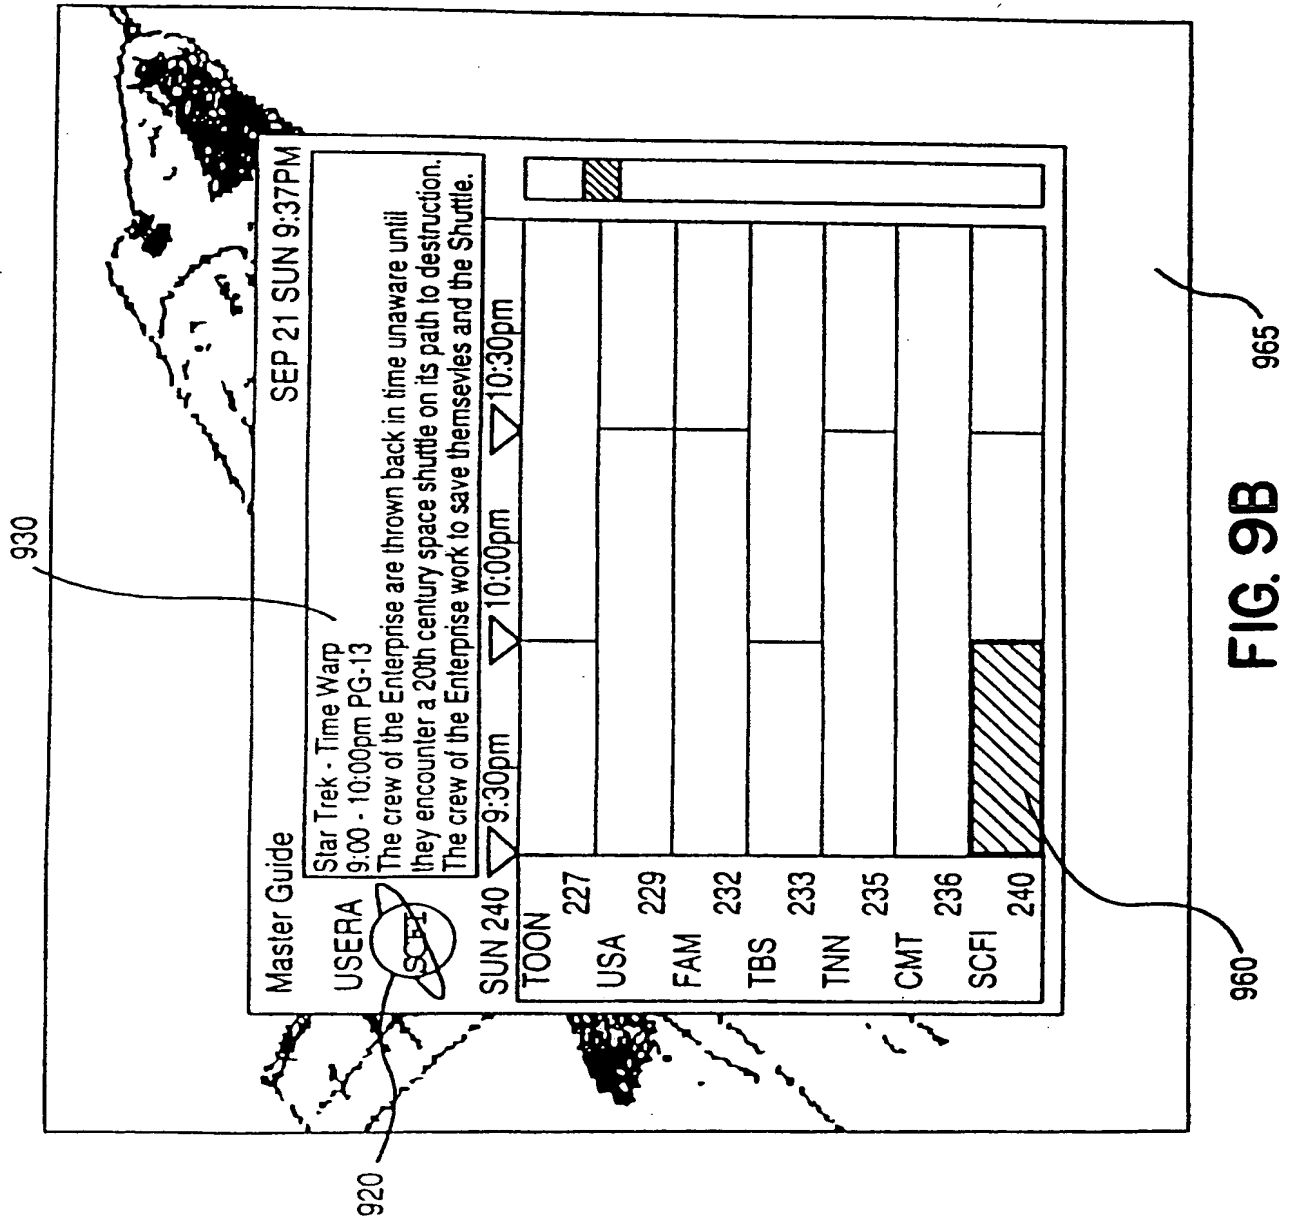 930
920
Master Guide
SEP 21 SUN 9:37PM
USERA
SCFI
Star Trek - Time Warp
9:00 - 10:00pm PG-13
The crew of the Enterprise are thrown back in time unaware until
they encounter a 20th century space shuttle on its path to destruction.
The crew of the Enterprise work to save themsevles and the Shuttle.
SUN 240 9:30pm 10:00pm 10:30pm
TOON 227
USA 229
FAM 232
TBS 233
TNN 235
CMT 236
SCFI 240
960
965
FIG. 9B